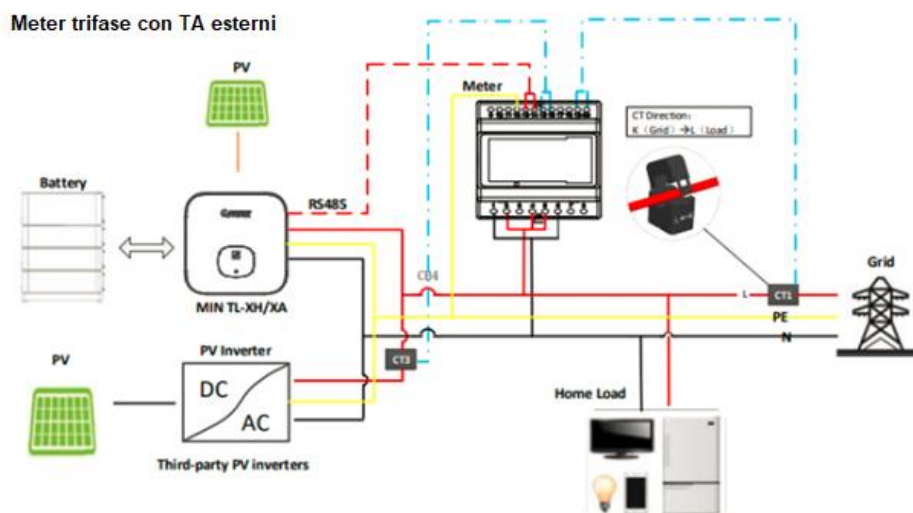 Meter trifase con TA esterni
PV
Meter
CT Direction:
K (Grid) →L (Load)
Battery
RS485
Grid
L
CT1
MIN TL-XH/XA
PE
N
PV Inverter
CT3
PV
DC
AC
Home Load
Third-party PV inverters